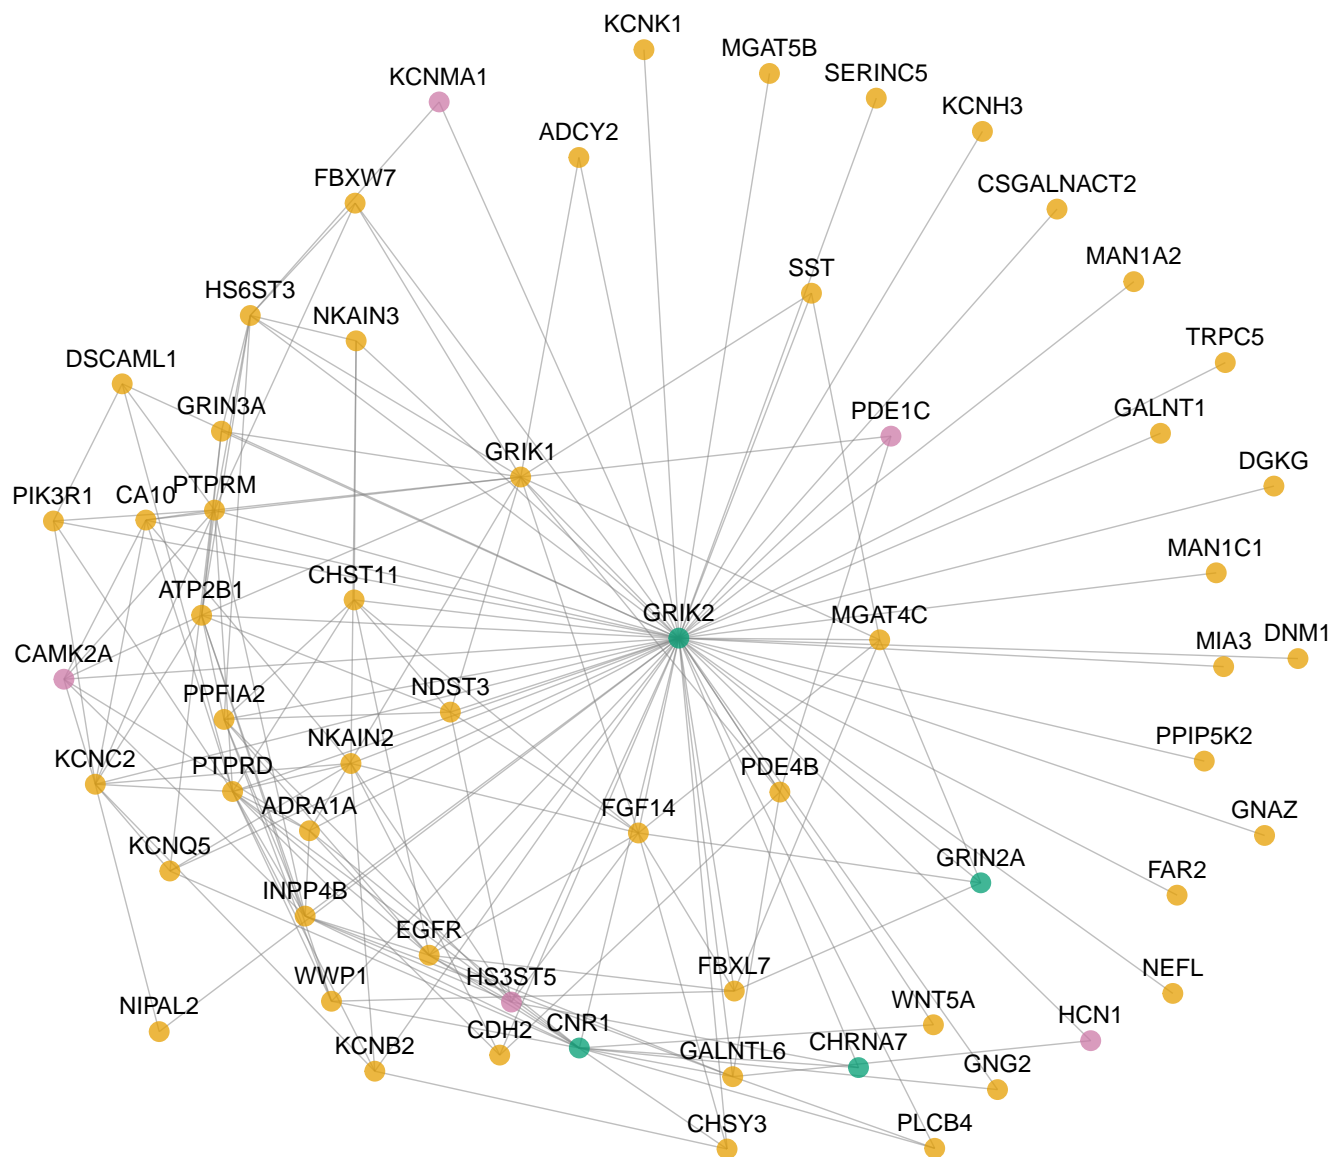 KCNK1
MGAT5B
KCNMA1
SERINC5
KCNH3
ADCY2
FBXW7
CSGALNACT2
MAN1A2
SST
HS6ST3
NKAIN3
TRPC5
DSCAML1
GRIN3A
PDE1C
GALNT1
GRIK1
DGKG
PIK3R1
CA10
PTPRM
MAN1C1
ATP2B1
CHST11
GRIK2
MGAT4C
CAMK2A
MIA3
DNM1
PPFIA2
NDST3
NKAIN2
PPIP5K2
KCNC2
PTPRD
PDE4B
ADRA1A
FGF14
GNAZ
KCNQ5
GRIN2A
FAR2
INPP4B
EGFR
FBXL7
NEFL
WWP1
HS3ST5
WNT5A
HCN1
NIPAL2
KCNB2
CDH2
CNR1
GALNTL6
CHRNA7
GNG2
CHSY3
PLCB4